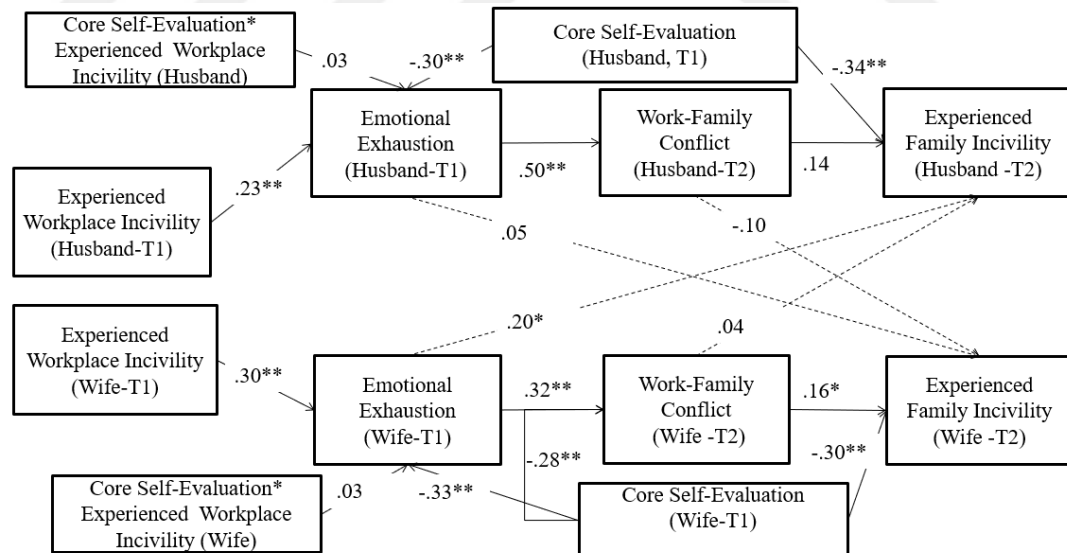 Core Self-Evaluation*
Experienced Workplace
Incivility (Husband)
.03
-.30**
Core Self-Evaluation
(Husband, T1)
-.34**
Emotional
Exhaustion
(Husband-T1)
.50**
Work-Family
Conflict
(Husband-T2)
.14
Experienced
Family Incivility
(Husband -T2)
Experienced
Workplace Incivility
(Husband-T1)
.23**
.05
-.10
Experienced
Workplace Incivility
(Wife-T1)
.30**
.20*
.04
Emotional
Exhaustion
(Wife-T1)
.32**
Work-Family
Conflict
(Wife -T2)
.16*
Experienced
Family Incivility
(Wife -T2)
-.28**
-.30**
Core Self-Evaluation*
Experienced Workplace
Incivility (Wife)
.03
-.33**
Core Self-Evaluation
(Wife-T1)